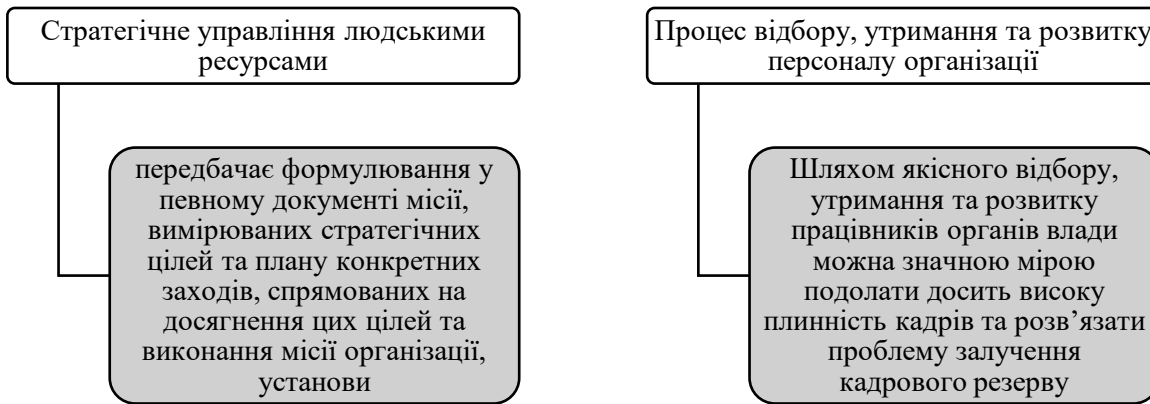 Стратегічне управління людськими
ресурсами
передбачає формулювання у
певному документі місії,
вимірюваних стратегічних
цілей та плану конкретних
заходів, спрямованих на
досягнення цих цілей та
виконання місії організації,
установи
Процес відбору, утримання та розвитку
персоналу організації
Шляхом якісного відбору,
утримання та розвитку
працівників органів влади
можна значною мірою
подолати досить високу
плинність кадрів та розв’язати
проблему залучення
кадрового резерву